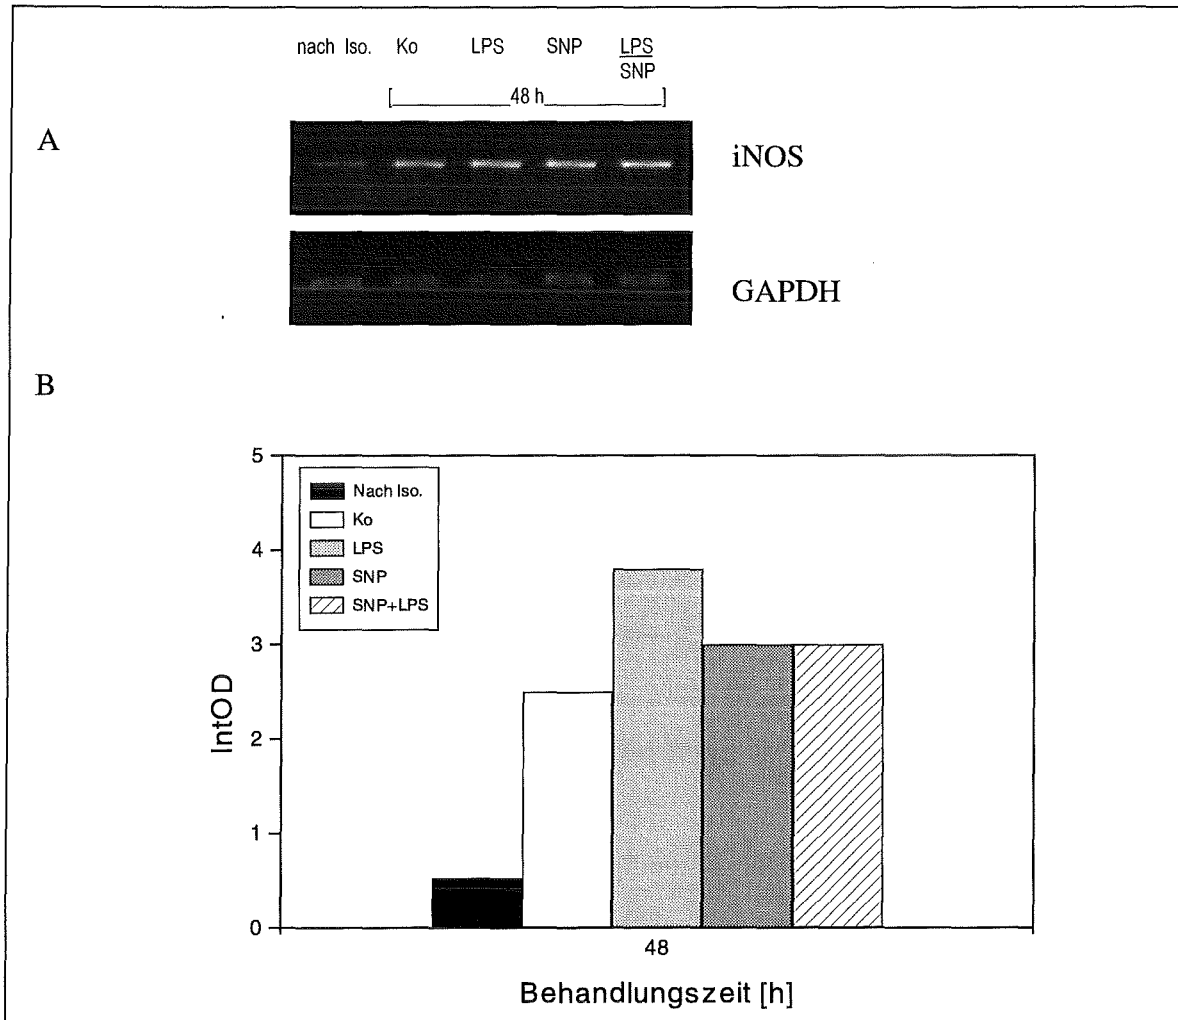 nach Iso. Ko LPS SNP LPS
SNP
[ 48 h ]
A
iNOS
GAPDH
B
5
4
3
2
1
0
IntOD
Nach Iso.
Ko
LPS
SNP
SNP+LPS
48
Behandlungszeit [h]